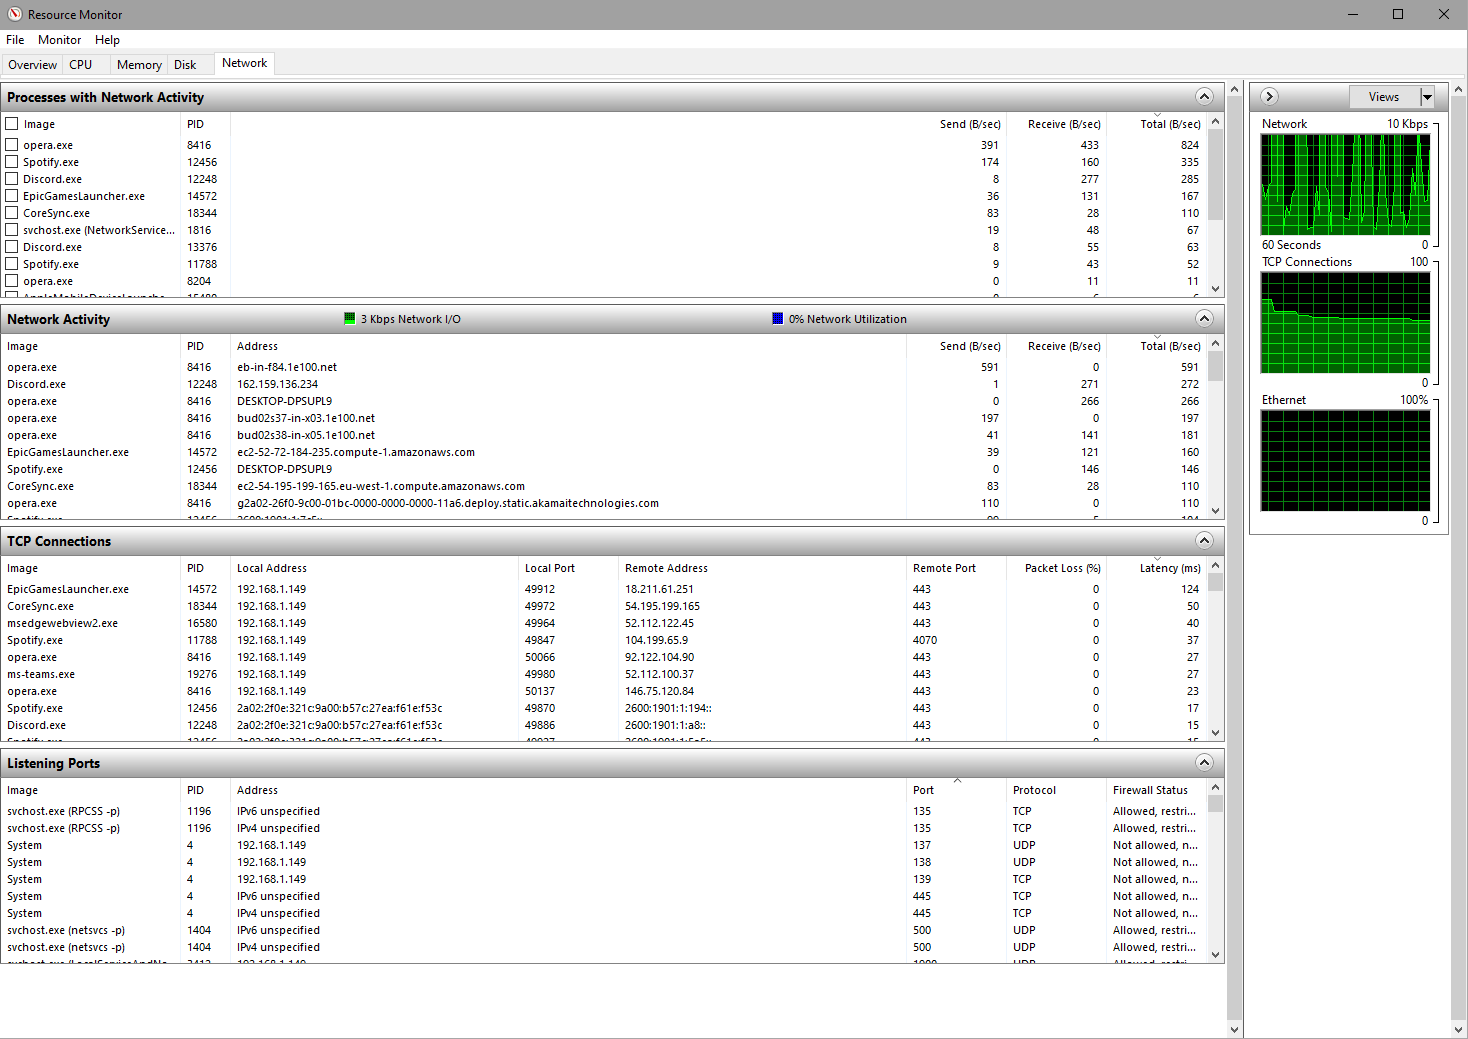 Resource Monitor
File Monitor Help
Overview CPU Memory Disk Network
Processes with Network Activity
Image PID Send (B/sec) Receive (B/sec) Total (B/sec)
opera.exe 8416 391 433 824
Spotify.exe 12456 174 160 335
Discord.exe 12248 8 277 285
EpicGamesLauncher.exe 14572 36 131 167
CoreSync.exe 18344 83 28 110
svchost.exe (NetworkService... 1816 19 48 67
Discord.exe 13376 8 55 63
Spotify.exe 11788 9 43 52
opera.exe 8204 0 11 11
Network Activity 3 Kbps Network I/O 0% Network Utilization
Image PID Address Send (B/sec) Receive (B/sec) Total (B/sec)
opera.exe 8416 eb-in-f84.1e100.net 591 0 591
Discord.exe 12248 162.159.136.234 1 271 272
opera.exe 8416 DESKTOP-DPSUPL9 0 266 266
opera.exe 8416 bud02s37-in-x03.1e100.net 197 0 197
opera.exe 8416 bud02s38-in-x05.1e100.net 41 141 181
EpicGamesLauncher.exe 14572 ec2-52-72-184-235.compute-1.amazonaws.com 39 121 160
Spotify.exe 12456 DESKTOP-DPSUPL9 0 146 146
CoreSync.exe 18344 ec2-54-195-199-165.eu-west-1.compute.amazonaws.com 83 28 110
opera.exe 8416 g2a02-26f0-9c00-01bc-0000-0000-0000-11a6.deploy.static.akamaitechnologies.com 110 0 110
TCP Connections
Image PID Local Address Local Port Remote Address Remote Port Packet Loss (%) Latency (ms)
EpicGamesLauncher.exe 14572 192.168.1.149 49912 18.211.61.251 443 0 124
CoreSync.exe 18344 192.168.1.149 49972 54.195.199.165 443 0 50
msedgewebview2.exe 16580 192.168.1.149 49964 52.112.122.45 443 0 40
Spotify.exe 11788 192.168.1.149 49847 104.199.65.9 4070 0 37
opera.exe 8416 192.168.1.149 50066 92.122.104.90 443 0 27
ms-teams.exe 19276 192.168.1.149 49980 52.112.100.37 443 0 27
opera.exe 8416 192.168.1.149 50137 146.75.120.84 443 0 23
Spotify.exe 12456 2a02:2f0e:321c:9a00:b57c:27ea:f61e:f53c 49870 2600:1901:1:194:: 443 0 17
Discord.exe 12248 2a02:2f0e:321c:9a00:b57c:27ea:f61e:f53c 49886 2600:1901:1:a8:: 443 0 15
Listening Ports
Image PID Address Port Protocol Firewall Status
svchost.exe (RPCSS -p) 1196 IPv6 unspecified 135 TCP Allowed, restri...
svchost.exe (RPCSS -p) 1196 IPv4 unspecified 135 TCP Allowed, restri...
System 4 192.168.1.149 137 UDP Not allowed, n...
System 4 192.168.1.149 138 UDP Not allowed, n...
System 4 192.168.1.149 139 TCP Not allowed, n...
System 4 IPv6 unspecified 445 TCP Not allowed, n...
System 4 IPv4 unspecified 445 TCP Not allowed, n...
svchost.exe (netsvcs -p) 1404 IPv6 unspecified 500 UDP Allowed, restri...
svchost.exe (netsvcs -p) 1404 IPv4 unspecified 500 UDP Allowed, restri...
Views
Network 10 Kbps
60 Seconds 0
TCP Connections 100
0
Ethernet 100%
0